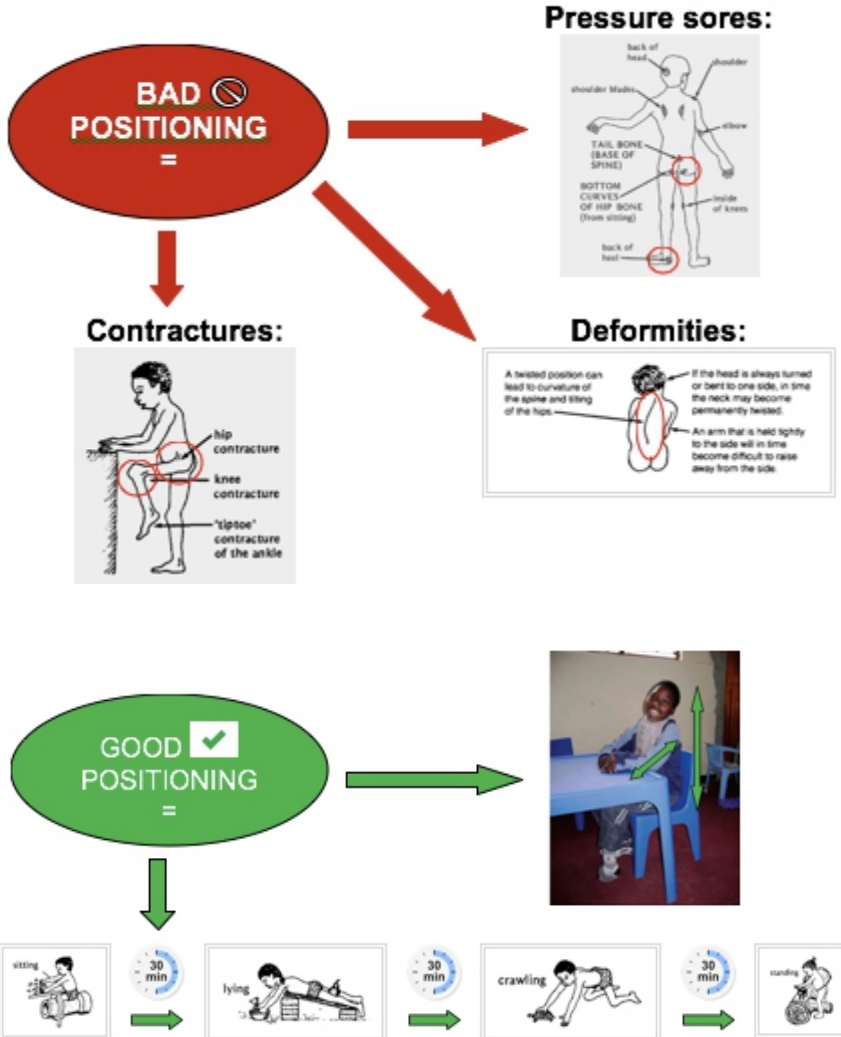 Pressure sores:
BAD
POSITIONING
=
back of
head
shoulder
shoulder blades
elbow
TAIL BONE
(BASE OF
SPINE)
BOTTOM
CURVES
OF HIP BONE
(from sitting)
inside
of knees
back of
heel
Contractures:
hip
contracture
knee
contracture
"tiptoe"
contracture
of the ankle
Deformities:
A twisted position can
lead to curvature of
the spine and tilting
of the hips.
If the head is always turned
or bent to one side, in time
the neck may become
permanently twisted.
An arm that is held tightly
to the side will in time
become difficult to raise
away from the side.
GOOD
POSITIONING
=
sitting
30
min
lying
30
min
crawling
30
min
standing